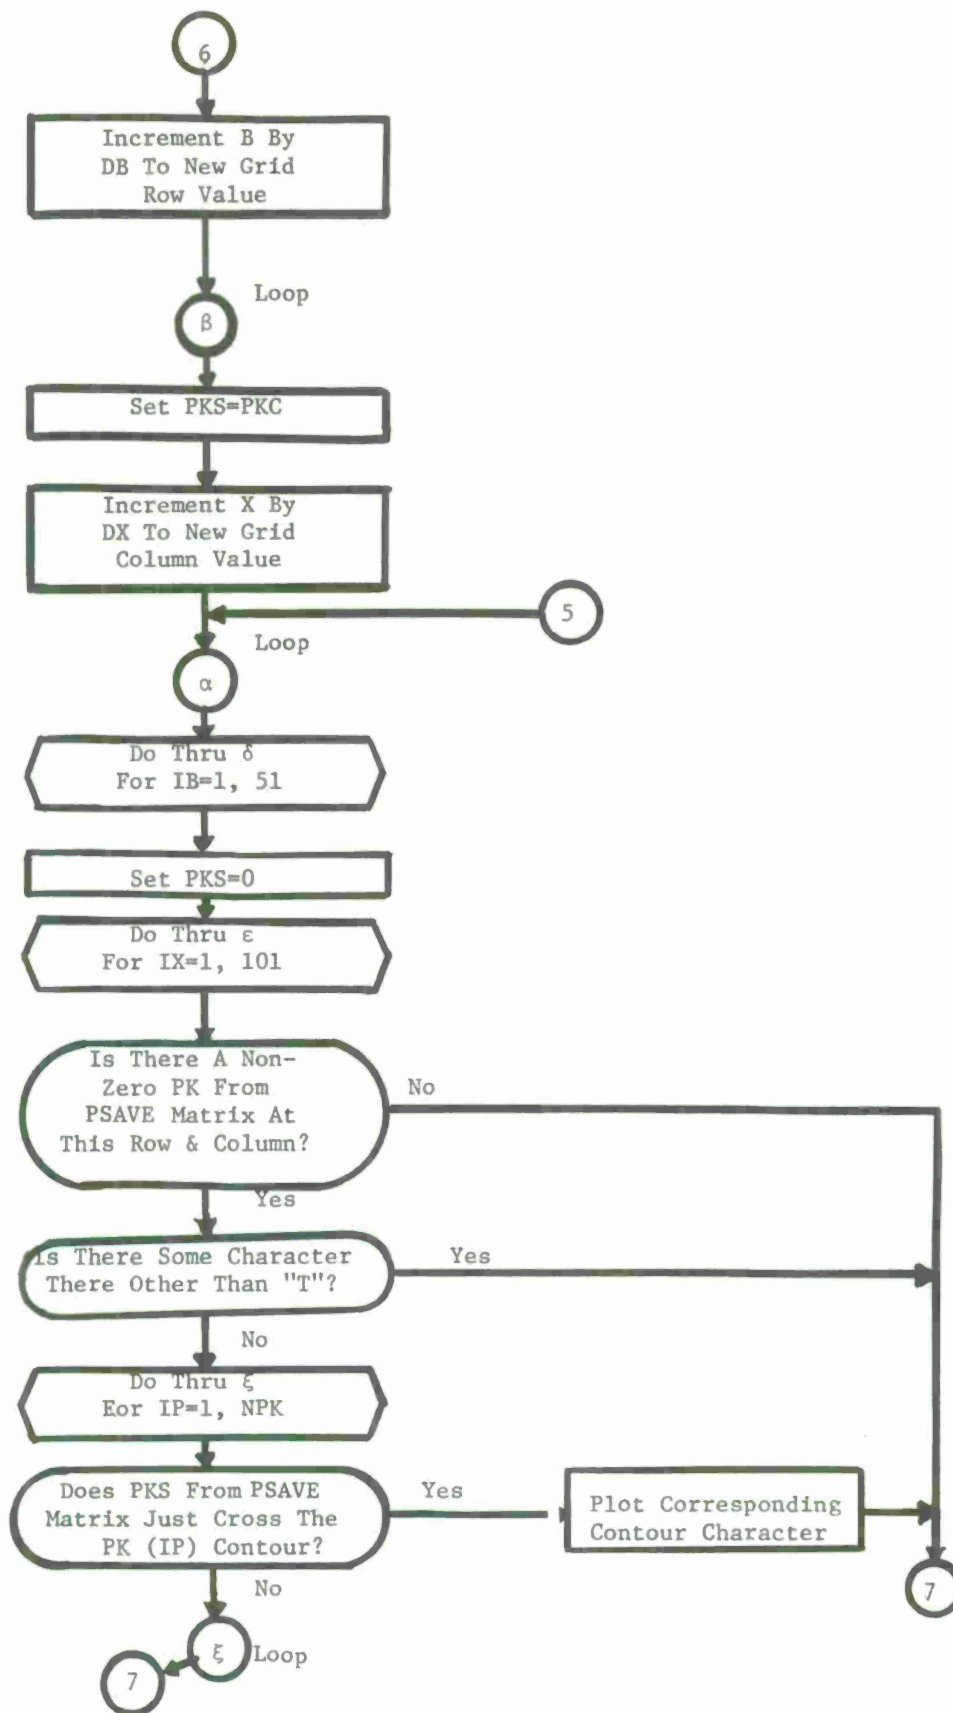 6
Increment B By
DB To New Grid
Row Value
Loop
β
Set PKS=PKC
Increment X By
DX To New Grid
Column Value
5
Loop
α
Do Thru δ
For IB=1, 51
Set PKS=0
Do Thru ε
For IX=1, 101
Is There A Non-
Zero PK From
PSAVE Matrix At
This Row & Column?
No
Yes
Is There Some Character
There Other Than "T"?
Yes
No
Do Thru ξ
Eor IP=1, NPK
Does PKS From PSAVE
Matrix Just Cross The
PK (IP) Contour?
Yes
Plot Corresponding
Contour Character
No
7
ξ
Loop
7